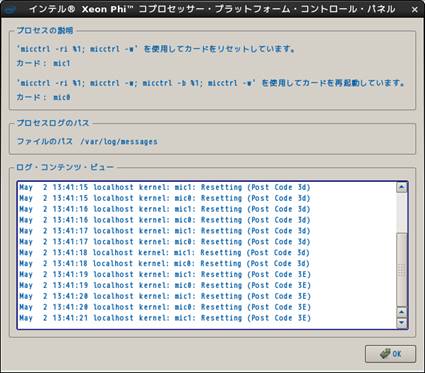 インテル® Xeon Phi™ コプロセッサー・プラットフォーム・コントロール・パネル
プロセスの説明
'micctrl -ri %1; micctrl -w' を使用してカードをリセットしています。
カード: mic1
'micctrl -ri %1; micctrl -w; micctrl -b %1; micctrl -w' を使用してカードを再起動しています。
カード: mic0
プロセスログのパス
ファイルのパス /var/log/messages
ログ・コンテンツ・ビュー
May 2 13:41:15 localhost kernel: mic1: Resetting (Post Code 3d)
May 2 13:41:15 localhost kernel: mic0: Resetting (Post Code 3d)
May 2 13:41:16 localhost kernel: mic1: Resetting (Post Code 3d)
May 2 13:41:16 localhost kernel: mic0: Resetting (Post Code 3d)
May 2 13:41:17 localhost kernel: mic1: Resetting (Post Code 3d)
May 2 13:41:17 localhost kernel: mic0: Resetting (Post Code 3d)
May 2 13:41:18 localhost kernel: mic1: Resetting (Post Code 3d)
May 2 13:41:18 localhost kernel: mic0: Resetting (Post Code 3d)
May 2 13:41:19 localhost kernel: mic1: Resetting (Post Code 3E)
May 2 13:41:19 localhost kernel: mic0: Resetting (Post Code 3E)
May 2 13:41:20 localhost kernel: mic1: Resetting (Post Code 3E)
May 2 13:41:20 localhost kernel: mic0: Resetting (Post Code 3E)
May 2 13:41:21 localhost kernel: mic1: Resetting (Post Code 3E)
OK